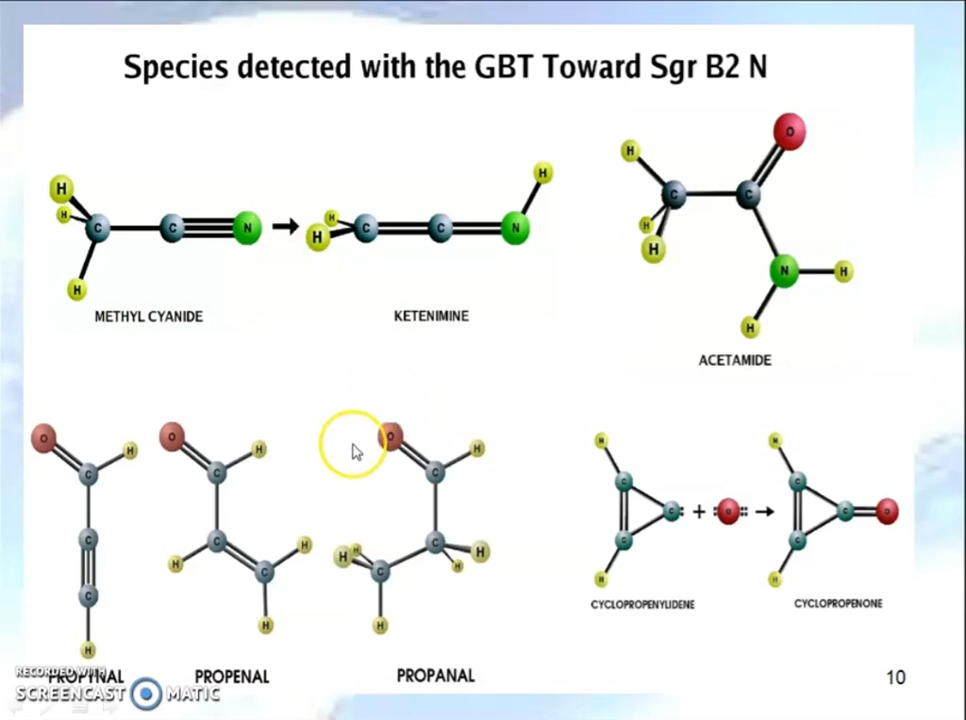 Species detected with the GBT Toward Sgr B2 N
H
H
H
C
C
N
METHYL CYANIDE
H
H
C
C
N
H
KETENIMINE
H
O
C
C
H
H
N
H
H
ACETAMIDE
O
H
C
C
C
H
PROPYNAL
O
H
C
C
H
H
C
H
PROPENAL
O
H
C
H
H
C
H
H
C
H
PROPANAL
H
C
C
C
H
+
O
CYCLOPROPENYLIDENE
H
C
C
C
O
H
CYCLOPROPENONE
10
RECORDED WITH
SCREENCAST MATIC